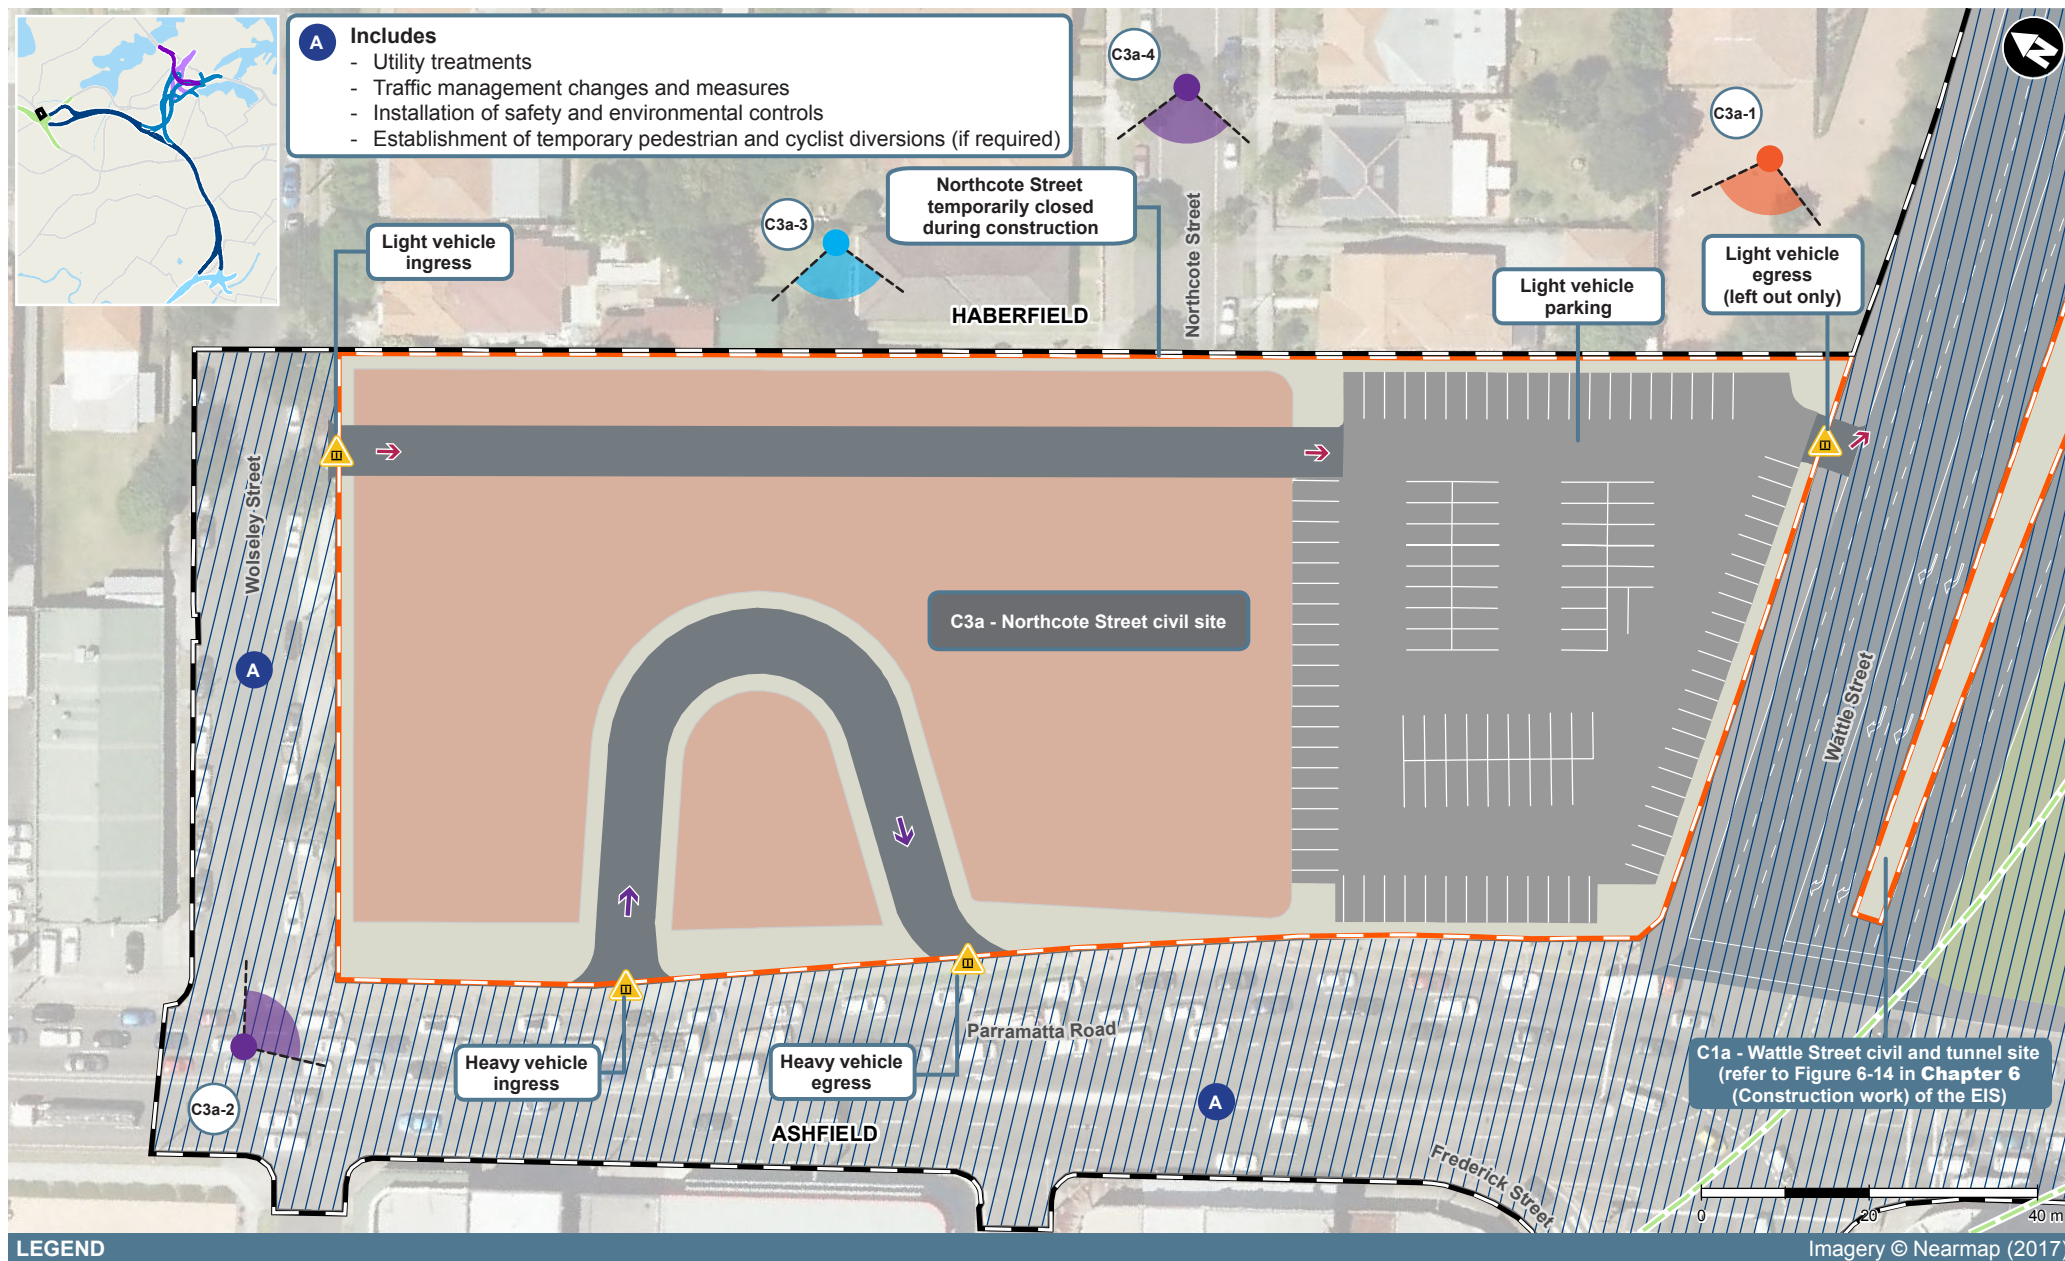 A
Includes
- Utility treatments
- Traffic management changes and measures
- Installation of safety and environmental controls
- Establishment of temporary pedestrian and cyclist diversions (if required)
C3a-4
C3a-1
N
Northcote Street
temporarily closed
during construction
Northcote Street
C3a-3
Light vehicle
ingress
Light vehicle
egress
(left out only)
Light vehicle
parking
HABERFIELD
Wolseley Street
C3a - Northcote Street civil site
A
Wattle Street
Parramatta Road
Heavy vehicle
ingress
Heavy vehicle
egress
C1a - Wattle Street civil and tunnel site
(refer to Figure 6-14 in Chapter 6
(Construction work) of the EIS)
C3a-2
A
ASHFIELD
Frederick Street
0 20 40 m
LEGEND
Imagery © Nearmap (2017)